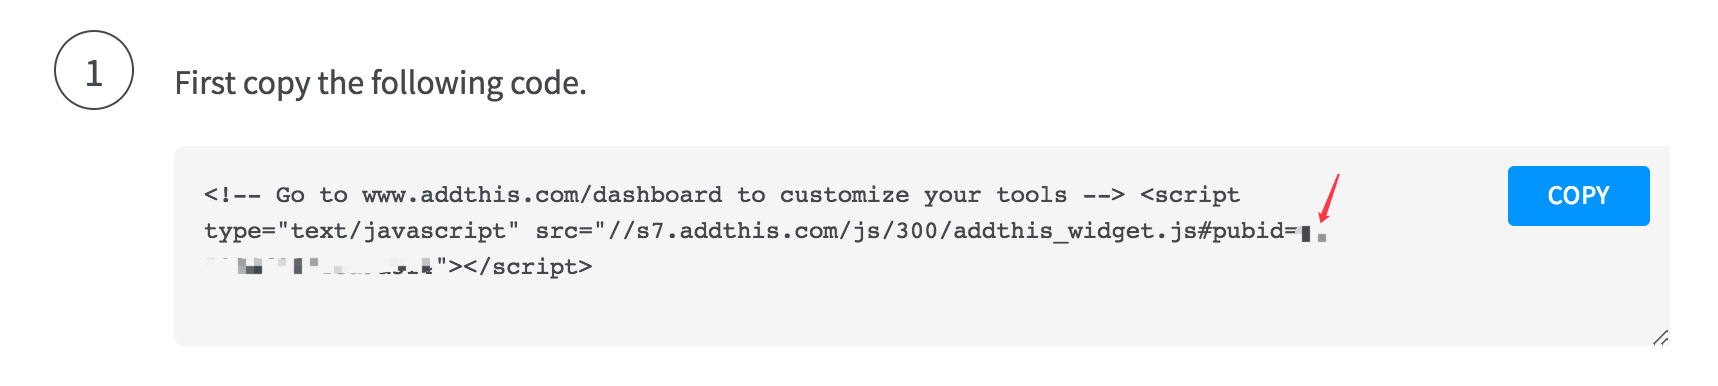 1
First copy the following code.
<!-- Go to www.addthis.com/dashboard to customize your tools --> <script
COPY
type="text/javascript" src="//s7.addthis.com/js/300/addthis_widget.js#pubid=
"></script>